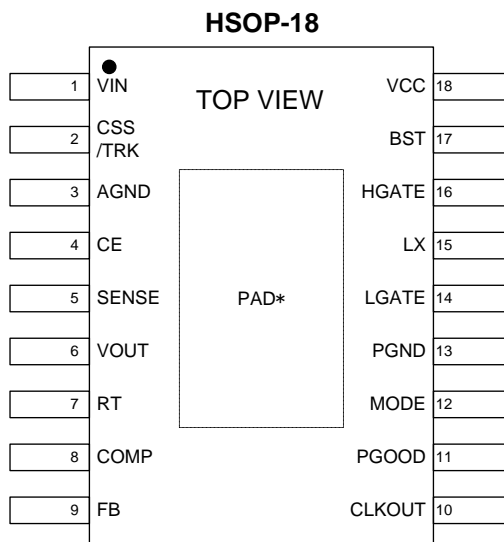 HSOP-18
TOP VIEW
1 VIN
2 CSS
/TRK
3 AGND
4 CE
5 SENSE
6 VOUT
7 RT
8 COMP
9 FB
PAD*
VCC 18
BST 17
HGATE 16
LX 15
LGATE 14
PGND 13
MODE 12
PGOOD 11
CLKOUT 10